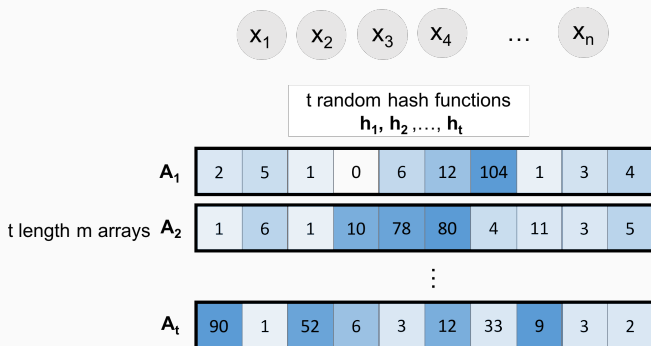 x1 x2 x3 x4 … xn
t random hash functions
h1, h2 ,…, ht
A1 2 5 1 0 6 12 104 1 3 4
t length m arrays A2 1 6 1 10 78 80 4 11 3 5
⋮
At 90 1 52 6 3 12 33 9 3 2